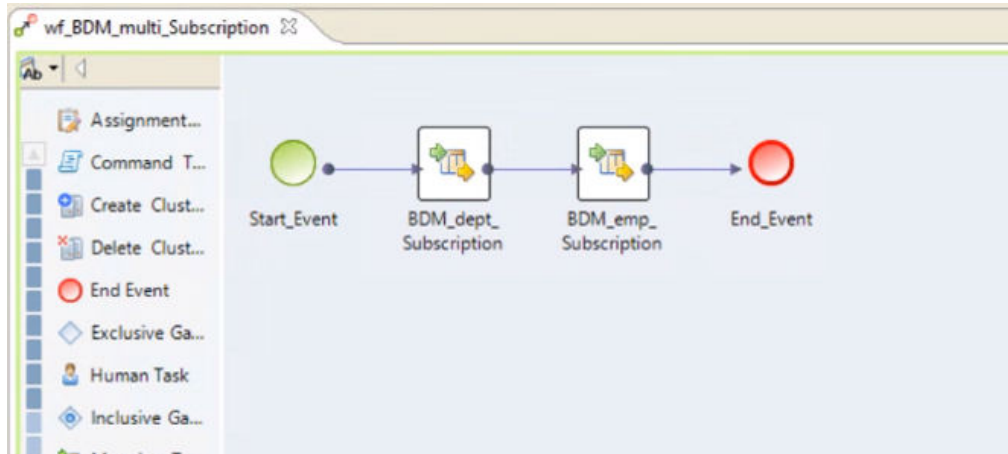 wf_BDM_multi_Subscription
Ab
Assignment...
Command T...
Create Clust...
Delete Clust...
End Event
Exclusive Ga...
Human Task
Inclusive Ga...
Start_Event
BDM_dept_
Subscription
BDM_emp_
Subscription
End_Event